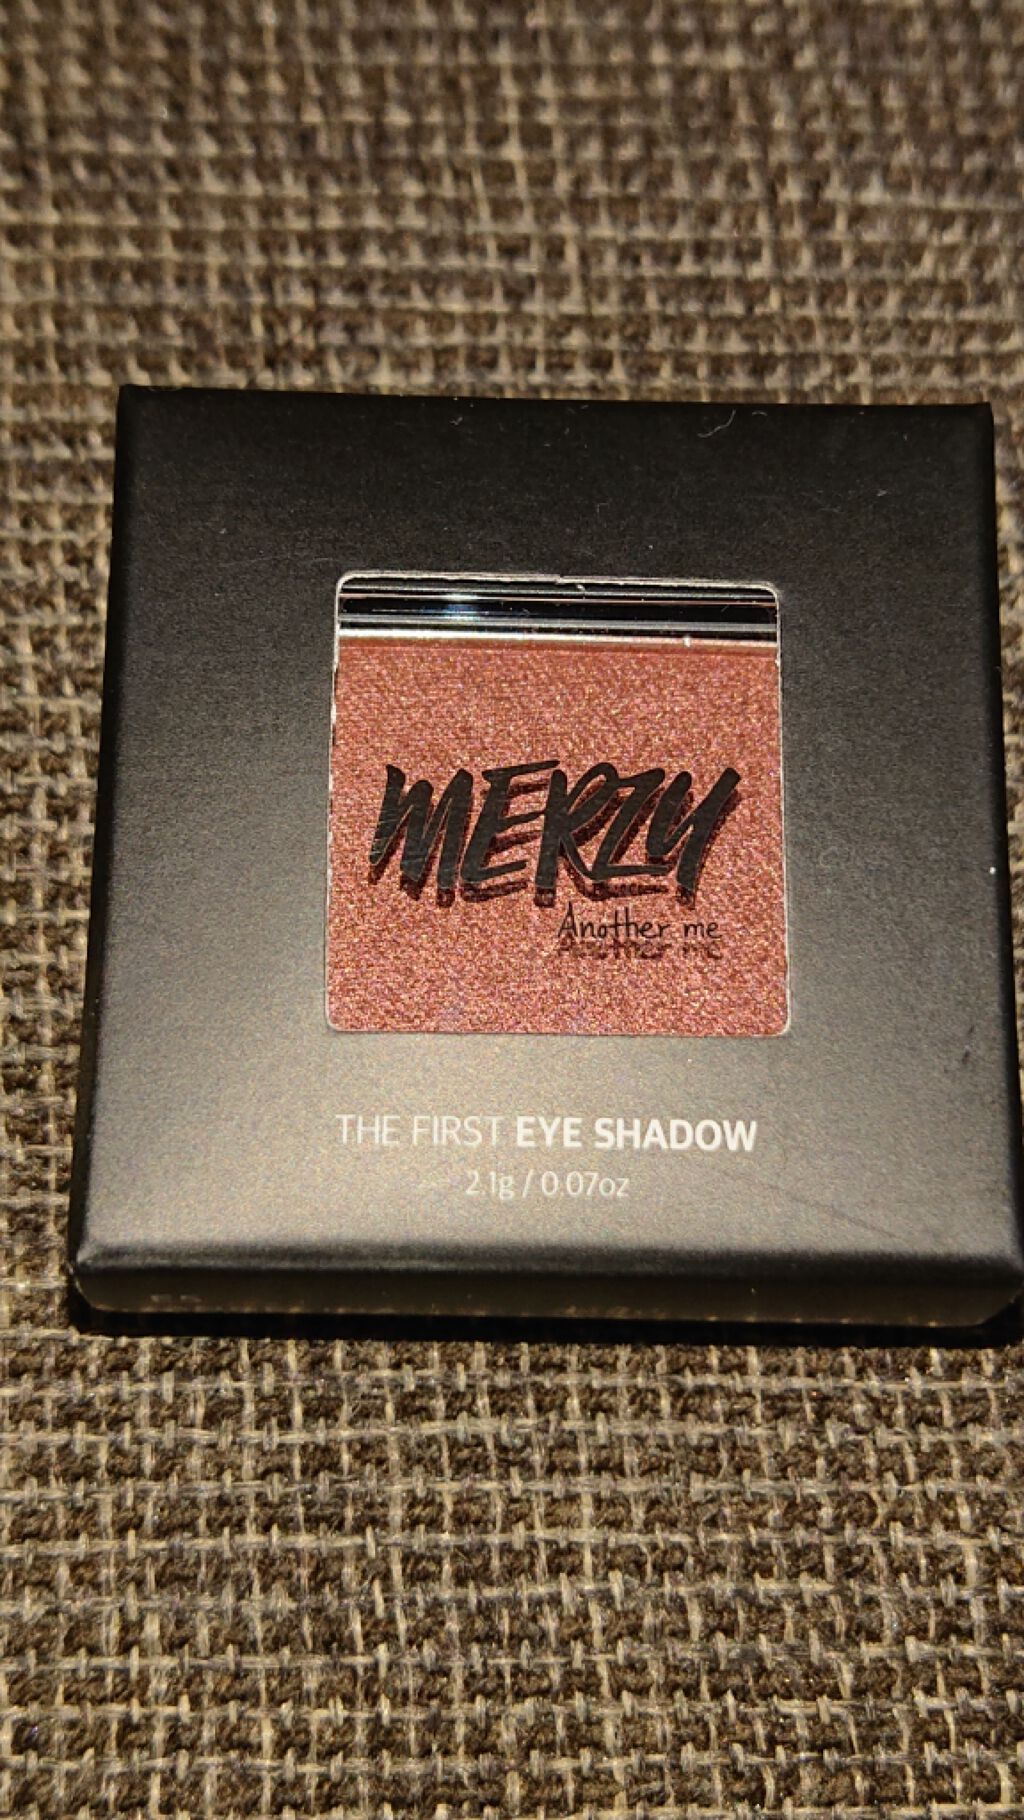 MERZY
Another me
THE FIRST EYE SHADOW
2.1g / 0.07oz